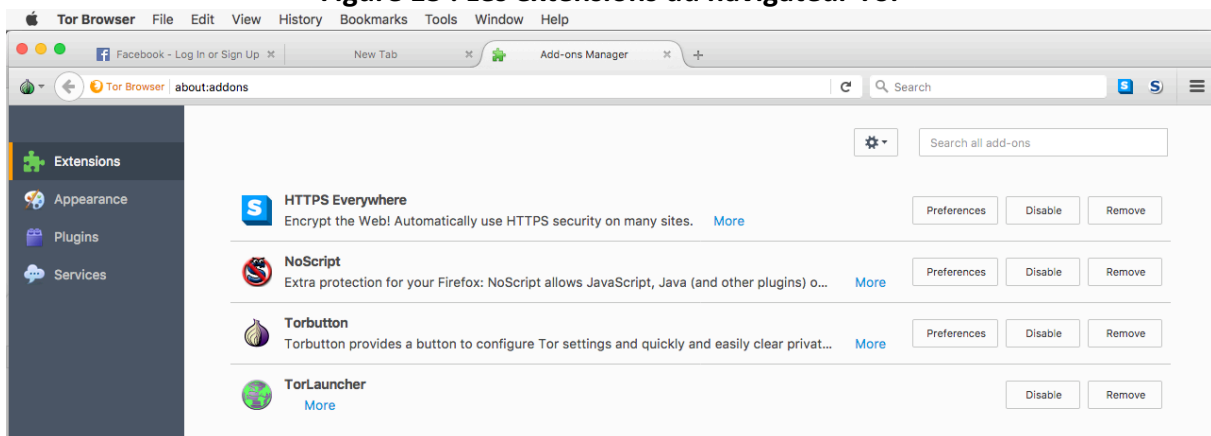 Tor Browser File Edit View History Bookmarks Tools Window Help
Facebook - Log In or Sign Up New Tab Add-ons Manager
Tor Browser about:addons Search
Search all add-ons
Extensions
Appearance
Plugins
Services
HTTPS Everywhere
Encrypt the Web! Automatically use HTTPS security on many sites. More
Preferences Disable Remove
NoScript
Extra protection for your Firefox: NoScript allows JavaScript, Java (and other plugins) o... More
Preferences Disable Remove
Torbutton
Torbutton provides a button to configure Tor settings and quickly and easily clear privat... More
Preferences Disable Remove
TorLauncher
More
Disable Remove